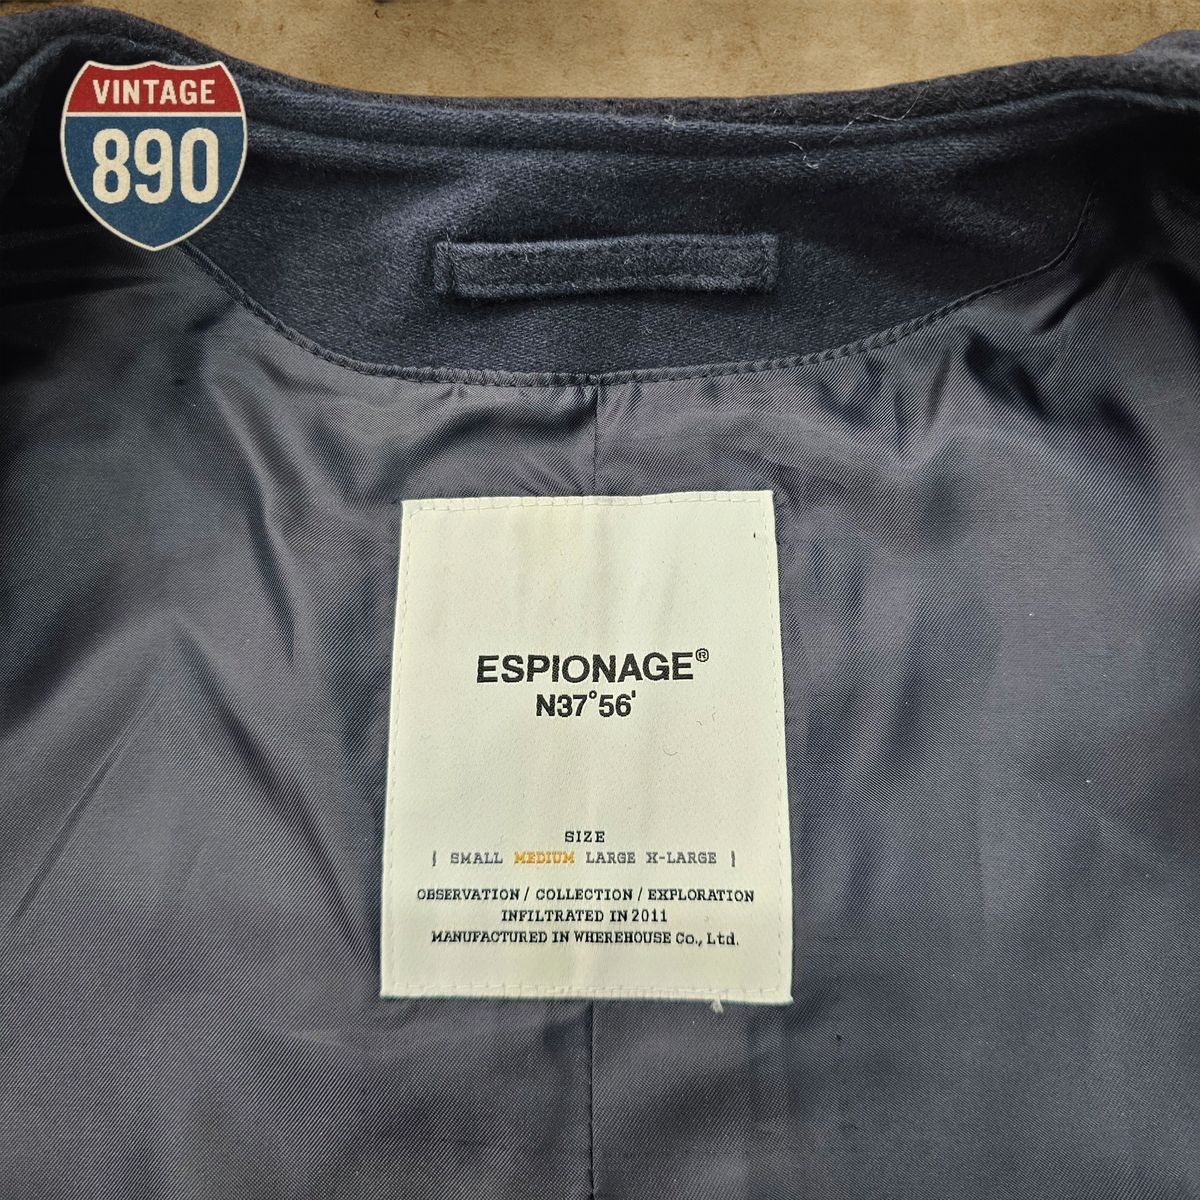 VINTAGE
890
ESPIONAGE®
N37°56'
SIZE
{ SMALL MEDIUM LARGE X-LARGE }
OBSERVATION / COLLECTION / EXPLORATION
INFILTRATED IN 2011
MANUFACTURED IN WHEREHOUSE Co., Ltd.